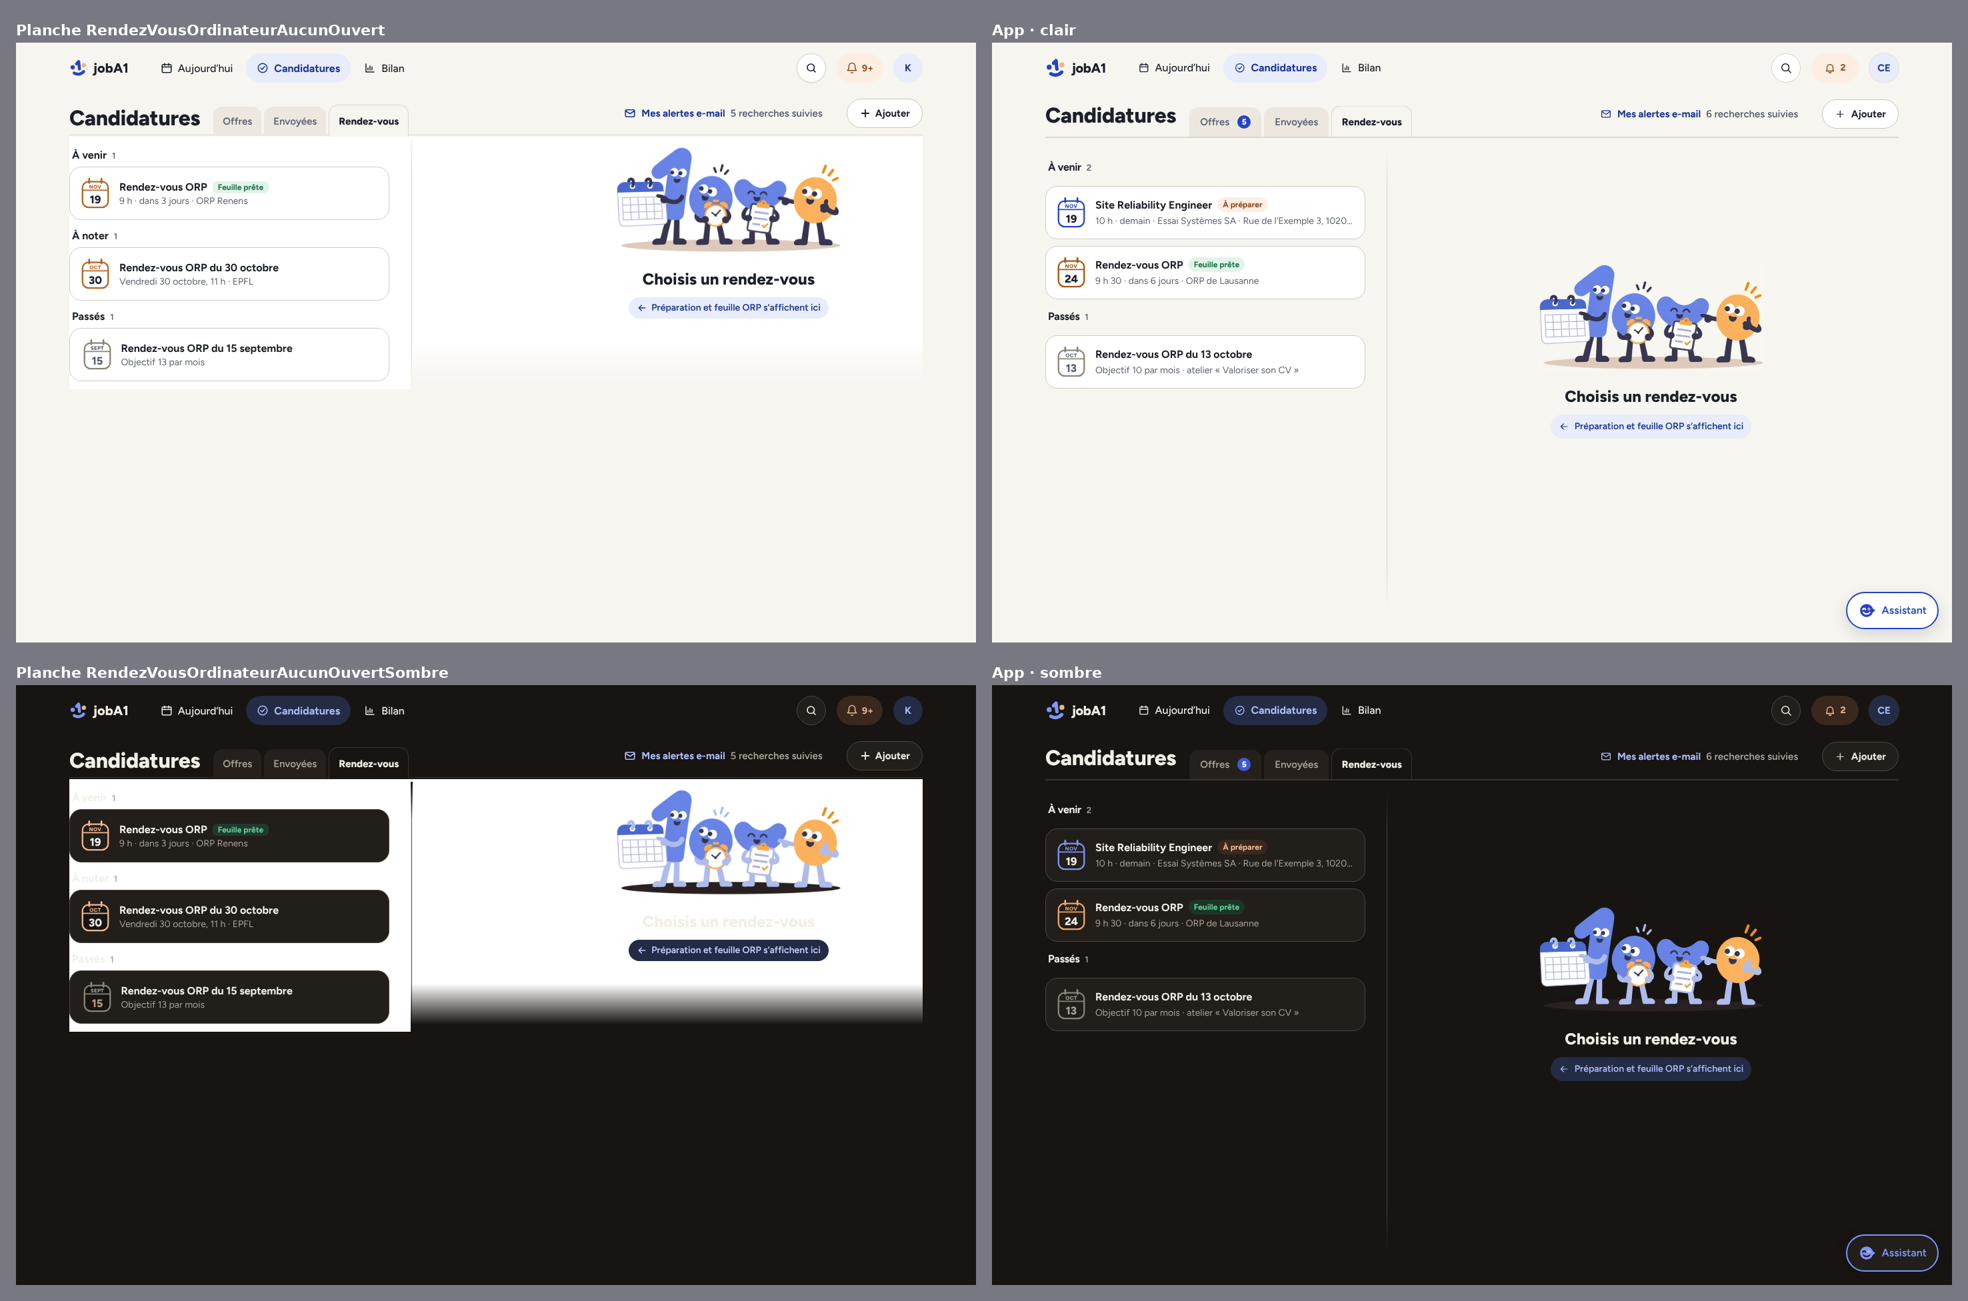 Planche RendezVousOrdinateurAucunOuvert
jobA1 Aujourd'hui Candidatures Bilan 9+ K
Candidatures Offres Envoyées Rendez-vous Mes alertes e-mail 5 recherches suivies + Ajouter
À venir 1
NOV 19 Rendez-vous ORP Feuille prête
9 h · dans 3 jours · ORP Renens
À noter 1
OCT 30 Rendez-vous ORP du 30 octobre
Vendredi 30 octobre, 11 h · EPFL
Passés 1
SEPT 15 Rendez-vous ORP du 15 septembre
Objectif 13 par mois
Choisis un rendez-vous
← Préparation et feuille ORP s'affichent ici
App · clair
jobA1 Aujourd'hui Candidatures Bilan 2 CE
Candidatures Offres 5 Envoyées Rendez-vous Mes alertes e-mail 6 recherches suivies + Ajouter
À venir 2
NOV 19 Site Reliability Engineer À préparer
10 h · demain · Essai Systèmes SA · Rue de l'Exemple 3, 1020…
NOV 24 Rendez-vous ORP Feuille prête
9 h 30 · dans 6 jours · ORP de Lausanne
Passés 1
OCT 13 Rendez-vous ORP du 13 octobre
Objectif 10 par mois · atelier « Valoriser son CV »
Choisis un rendez-vous
← Préparation et feuille ORP s'affichent ici
Assistant
Planche RendezVousOrdinateurAucunOuvertSombre
jobA1 Aujourd'hui Candidatures Bilan 9+ K
Candidatures Offres Envoyées Rendez-vous Mes alertes e-mail 5 recherches suivies + Ajouter
À venir 1
NOV 19 Rendez-vous ORP Feuille prête
9 h · dans 3 jours · ORP Renens
À noter 1
OCT 30 Rendez-vous ORP du 30 octobre
Vendredi 30 octobre, 11 h · EPFL
Passés 1
SEPT 15 Rendez-vous ORP du 15 septembre
Objectif 13 par mois
Choisis un rendez-vous
← Préparation et feuille ORP s'affichent ici
App · sombre
jobA1 Aujourd'hui Candidatures Bilan 2 CE
Candidatures Offres 5 Envoyées Rendez-vous Mes alertes e-mail 6 recherches suivies + Ajouter
À venir 2
NOV 19 Site Reliability Engineer À préparer
10 h · demain · Essai Systèmes SA · Rue de l'Exemple 3, 1020…
NOV 24 Rendez-vous ORP Feuille prête
9 h 30 · dans 6 jours · ORP de Lausanne
Passés 1
OCT 13 Rendez-vous ORP du 13 octobre
Objectif 10 par mois · atelier « Valoriser son CV »
Choisis un rendez-vous
← Préparation et feuille ORP s'affichent ici
Assistant